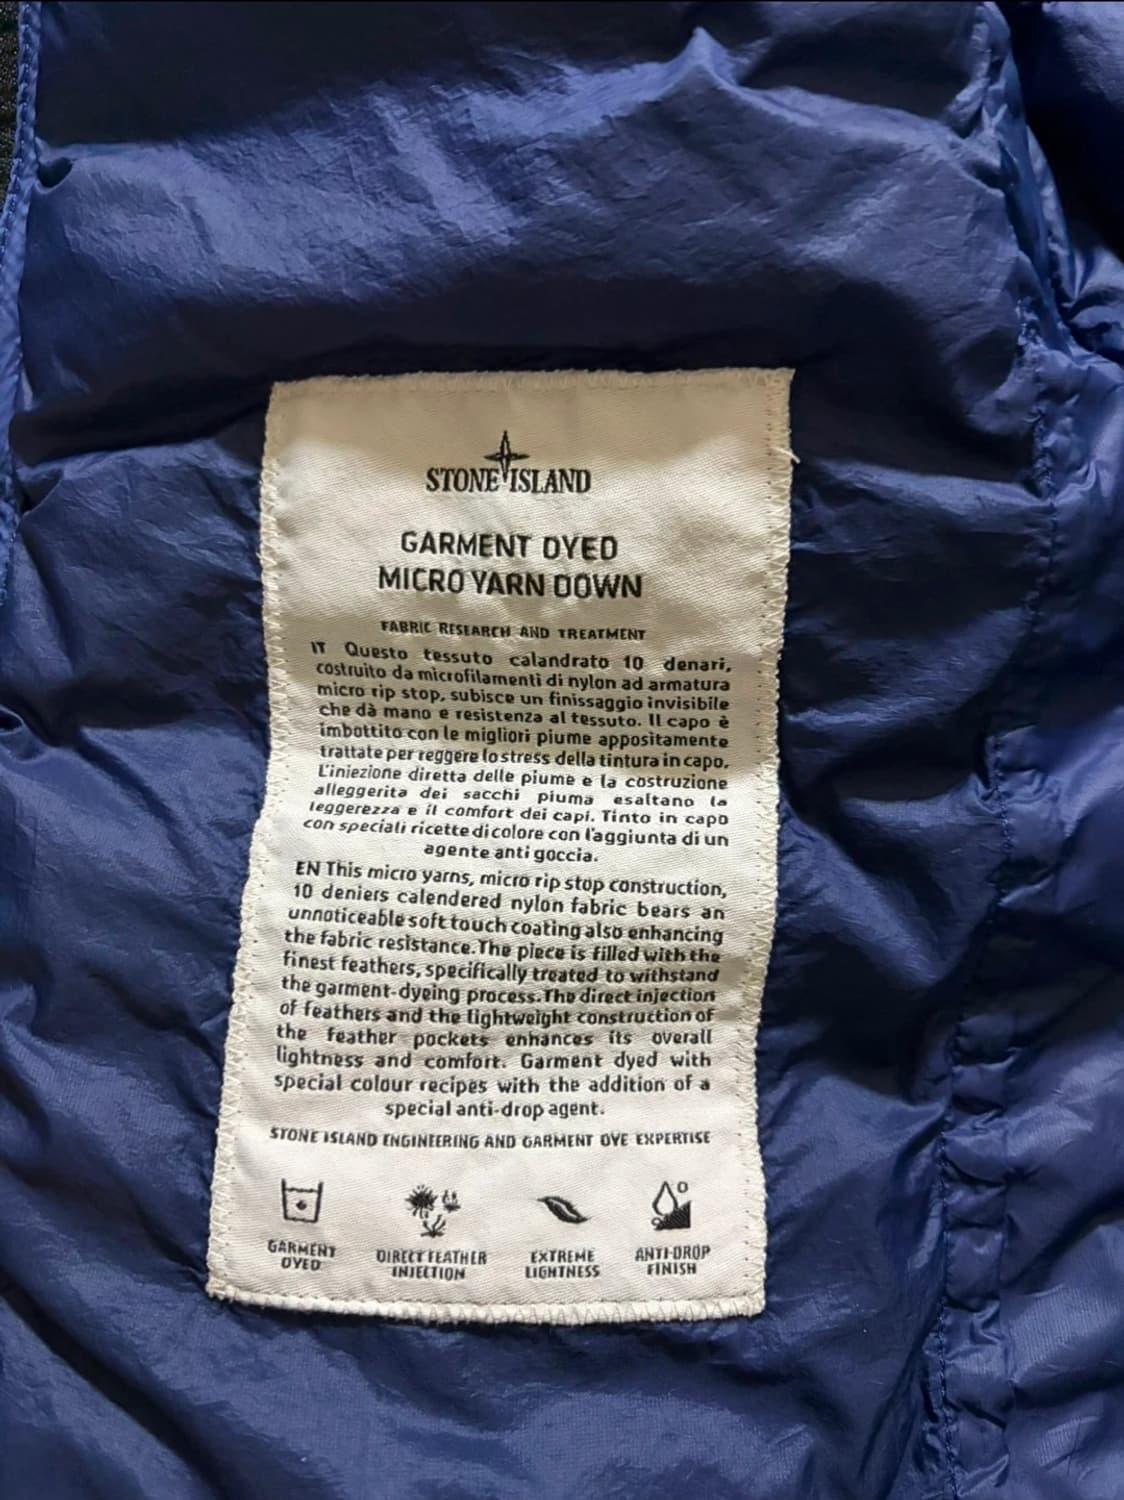 STONE ISLAND
GARMENT DYED
MICRO YARN DOWN
FABRIC RESEARCH AND TREATMENT
IT Questo tessuto calandrato 10 denari,
costruito da microfilamenti di nylon ad armatura
micro rip stop, subisce un finissaggio invisibile
che dà mano e resistenza al tessuto. Il capo è
imbottito con le migliori piume appositamente
trattate per reggere lo stress della tintura in capo.
L'iniezione diretta delle piume e la costruzione
alleggerita dei sacchi piuma esaltano la
leggerezza e il comfort dei capi. Tinto in capo
con speciali ricette di colore con l'aggiunta di un
agente anti goccia.
EN This micro yarns, micro rip stop construction,
10 deniers calendered nylon fabric bears an
unnoticeable soft touch coating also enhancing
the fabric resistance. The piece is filled with the
finest feathers, specifically treated to withstand
the garment-dyeing process. The direct injection
of feathers and the lightweight construction of
the feather pockets enhances its overall
lightness and comfort. Garment dyed with
special colour recipes with the addition of a
special anti-drop agent.
STONE ISLAND ENGINEERING AND GARMENT DYE EXPERTISE
GARMENT DYED
DIRECT FEATHER INJECTION
EXTREME LIGHTNESS
ANTI-DROP FINISH